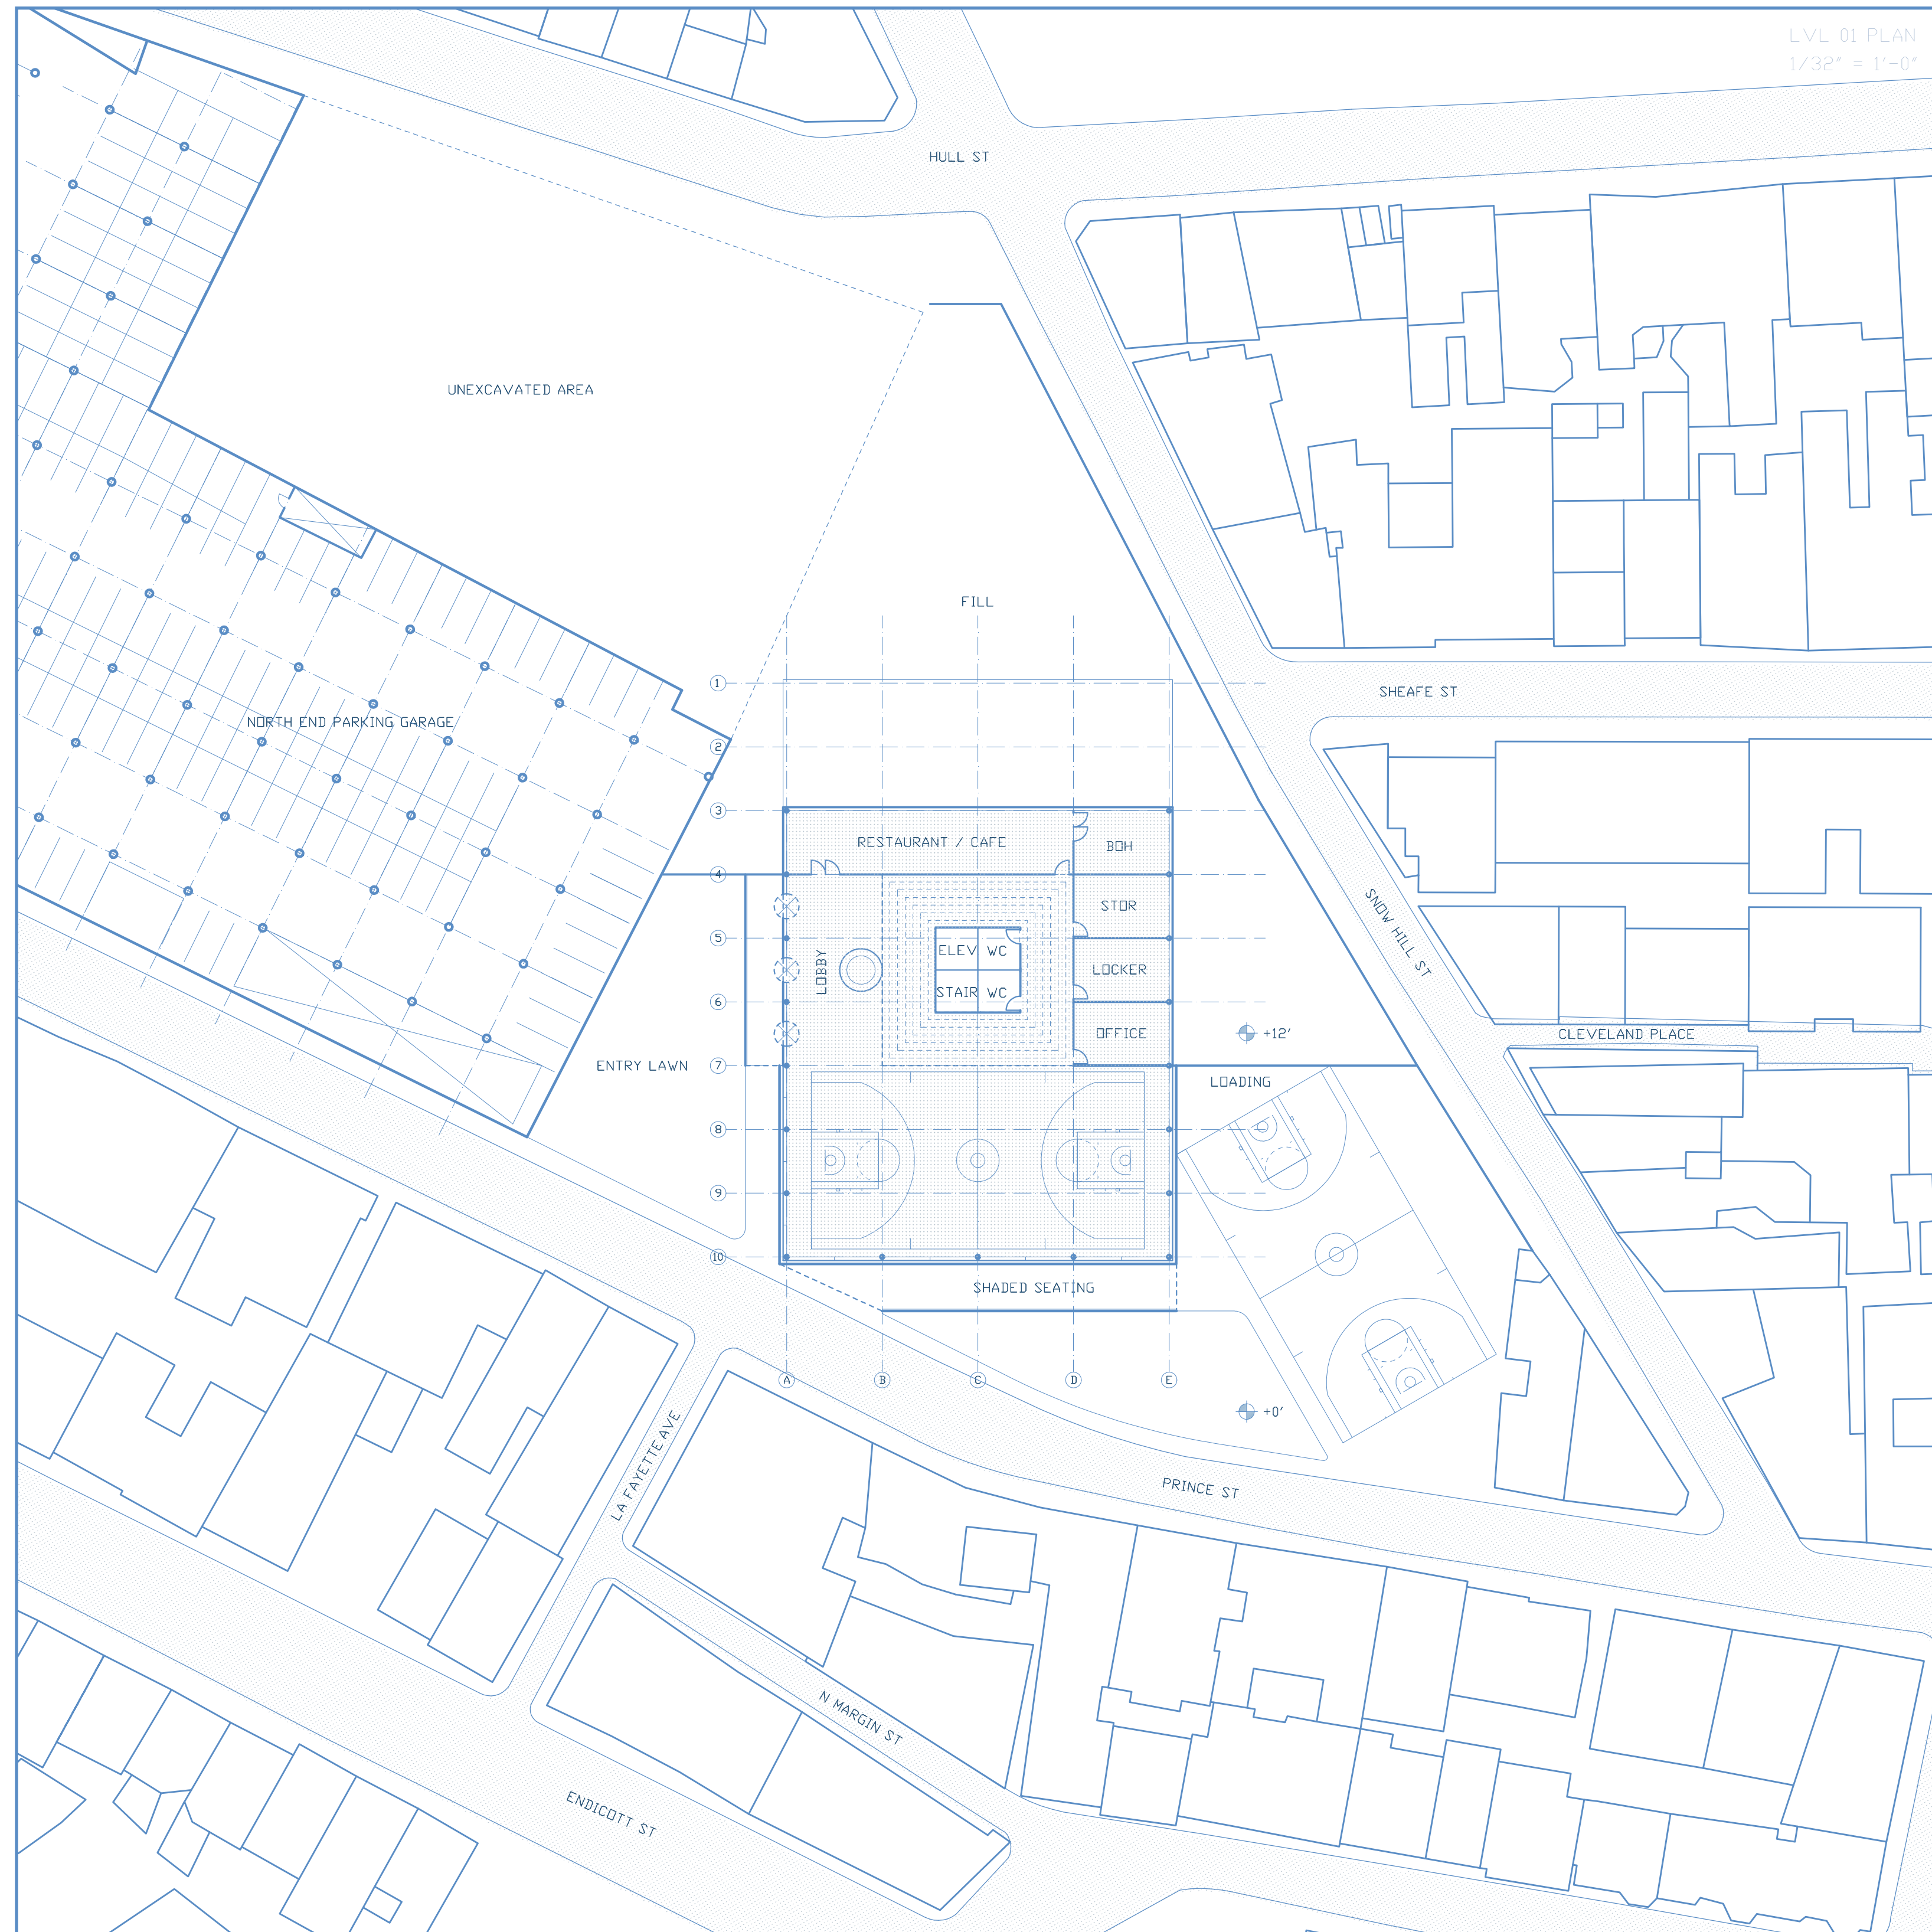 LVL 01 PLAN
1/32" = 1'-0"
HULL ST
UNEXCAVATED AREA
FILL
1
SHEAFE ST
NORTH END PARKING GARAGE
2
3
RESTAURANT / CAFE
BOH
4
STOR
SNOW HILL ST
5
ELEV
WC
LOBBY
LOCKER
STAIR
WC
6
OFFICE
+12'
CLEVELAND PLACE
ENTRY LAWN
7
LOADING
8
9
10
SHADED SEATING
A
B
C
D
E
+0'
LA FAYETTE AVE
PRINCE ST
N MARGIN ST
ENDICOTT ST